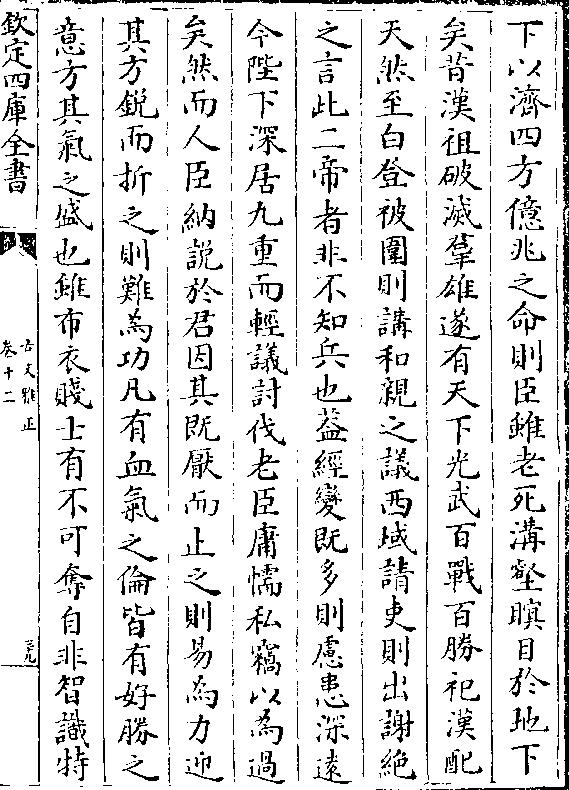 下以濟四方億兆之命則臣雖老死溝壑瞑目於地下
矣昔漢祖破滅羣雄遂有天下光武百戰百勝祀漢配
天然至白登被圍則講和親之議西域請吏則出謝絶
之言此二帝者非不知兵也葢經變既多則慮患深逺
今陛下深居九重而輕議討伐老臣庸懦私竊以為過
矣然而人臣納説於君因其既厭而止之則易為力迎
其方鋭而折之則難為功凡有血氣之倫皆有好勝之
意方其氣之盛也雖布衣賤士有不可奪自非智識特
欽定四庫全書
古文雅正
卷十二